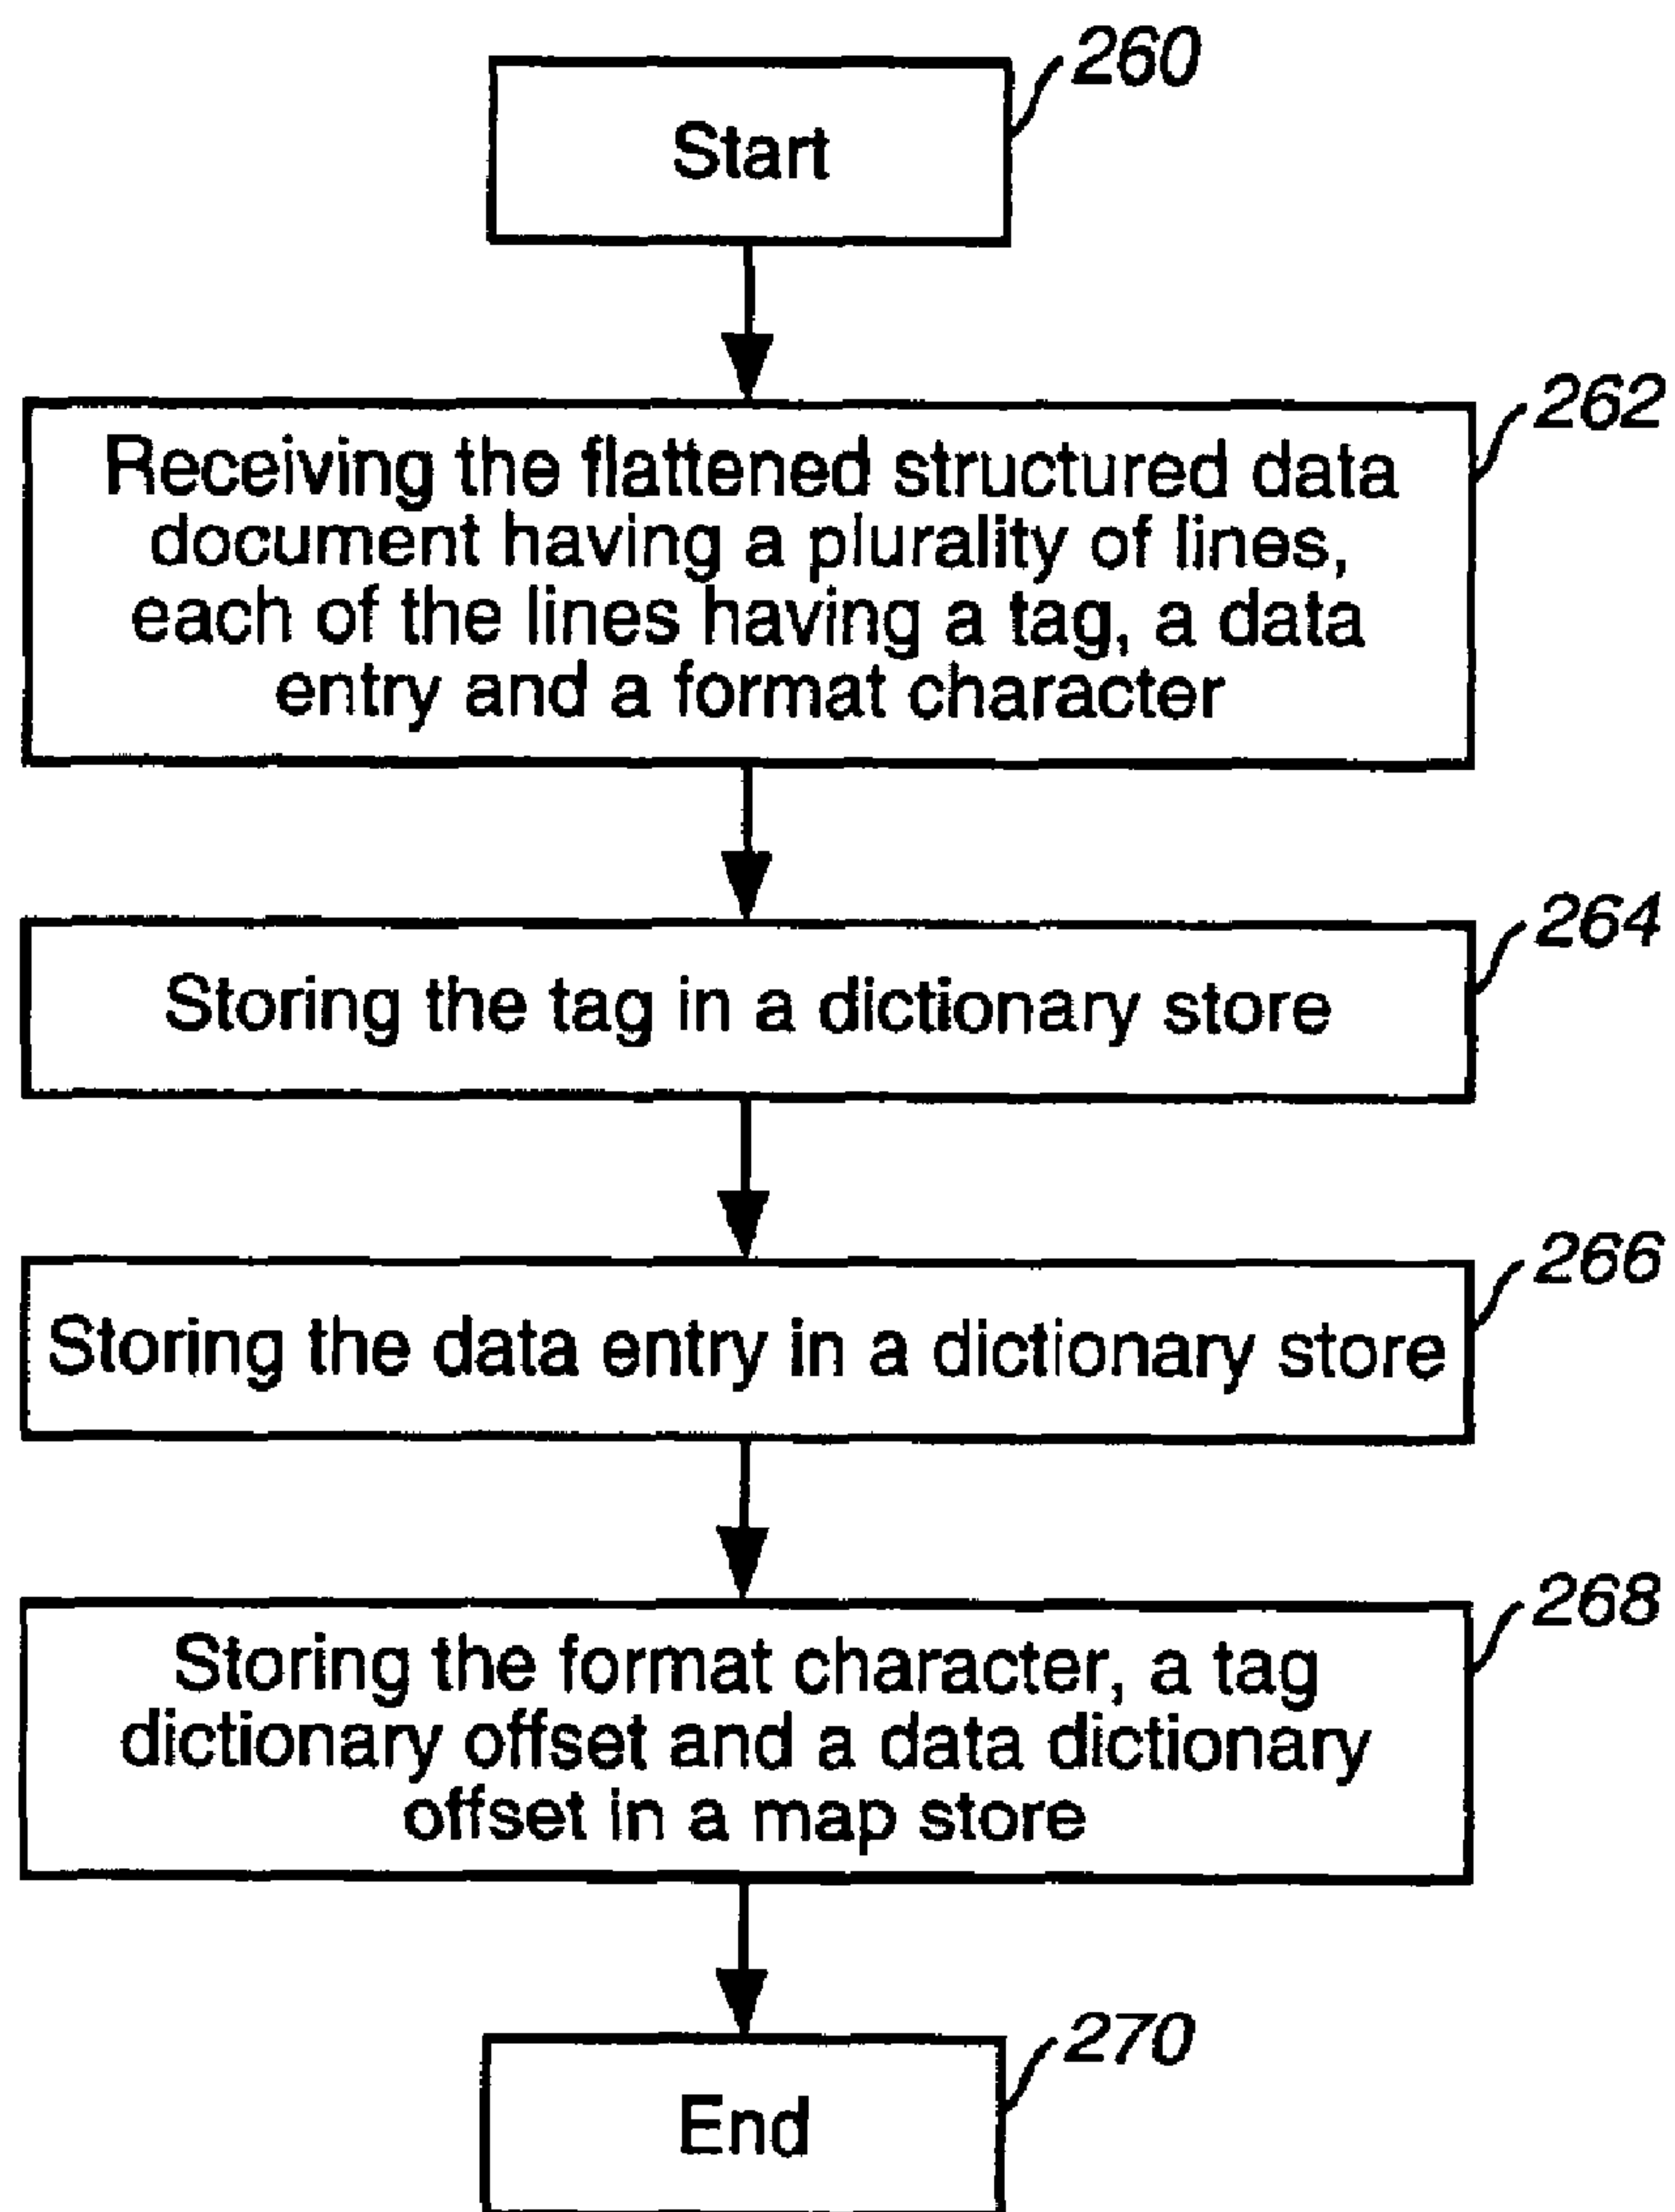 260
Start
262
Receiving the flattened structured data
document having a plurality of lines,
each of the lines having a tag, a data
entry and a format character
264
Storing the tag in a dictionary store
266
Storing the data entry in a dictionary store
268
Storing the format character, a tag
dictionary offset and a data dictionary
offset in a map store
270
End